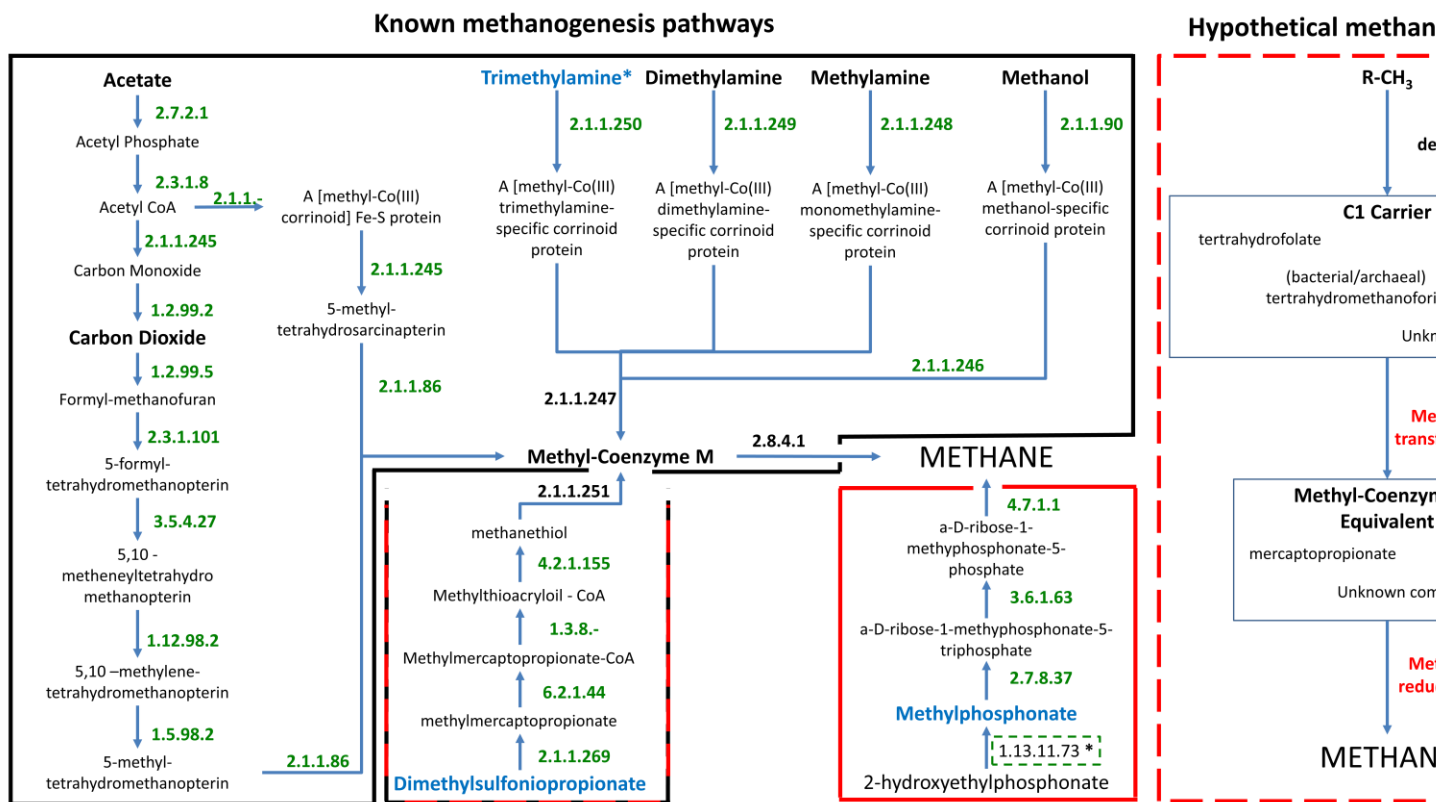 Known methanogenesis pathways
Acetate
2.7.2.1
Acetyl Phosphate
2.3.1.8
Acetyl CoA
2.1.1.-
2.1.1.245
Carbon Monoxide
1.2.99.2
Carbon Dioxide
1.2.99.5
Formyl-methanofuran
2.3.1.101
5-formyl-
tetrahydromethanopterin
3.5.4.27
5,10 -
metheneyltetrahydro
methanopterin
1.12.98.2
5,10 –methylene-
tetrahydromethanopterin
1.5.98.2
5-methyl-
tetrahydromethanopterin
2.1.1.86
A [methyl-Co(III)
corrinoid] Fe-S protein
2.1.1.245
5-methyl-
tetrahydrosarcinapterin
2.1.1.86
Trimethylamine*
2.1.1.250
A [methyl-Co(III)
trimethylamine-
specific corrinoid
protein
Dimethylamine
2.1.1.249
A [methyl-Co(III)
dimethylamine-
specific corrinoid
protein
Methylamine
2.1.1.248
A [methyl-Co(III)
monomethylamine-
specific corrinoid
protein
Methanol
2.1.1.90
A [methyl-Co(III)
methanol-specific
corrinoid protein
2.1.1.246
2.1.1.247
Methyl-Coenzyme M
2.8.4.1
METHANE
2.1.1.251
methanethiol
4.2.1.155
Methylthioacryloil - CoA
1.3.8.-
Methylmercaptopropionate-CoA
6.2.1.44
methylmercaptopropionate
2.1.1.269
Dimethylsulfoniopropionate
4.7.1.1
a-D-ribose-1-
methyphosphonate-5-
phosphate
3.6.1.63
a-D-ribose-1-methyphosphonate-5-
triphosphate
2.7.8.37
Methylphosphonate
1.13.11.73 *
2-hydroxyethylphosphonate
Hypothetical methan
R-CH₃
de
C1 Carrier
tertrahydrofolate
(bacterial/archaeal)
tertrahydromethanofori
Unkn
Me
transf
Methyl-Coenzyn
Equivalent
mercaptopropionate
Unknown com
Met
redu
METHAN